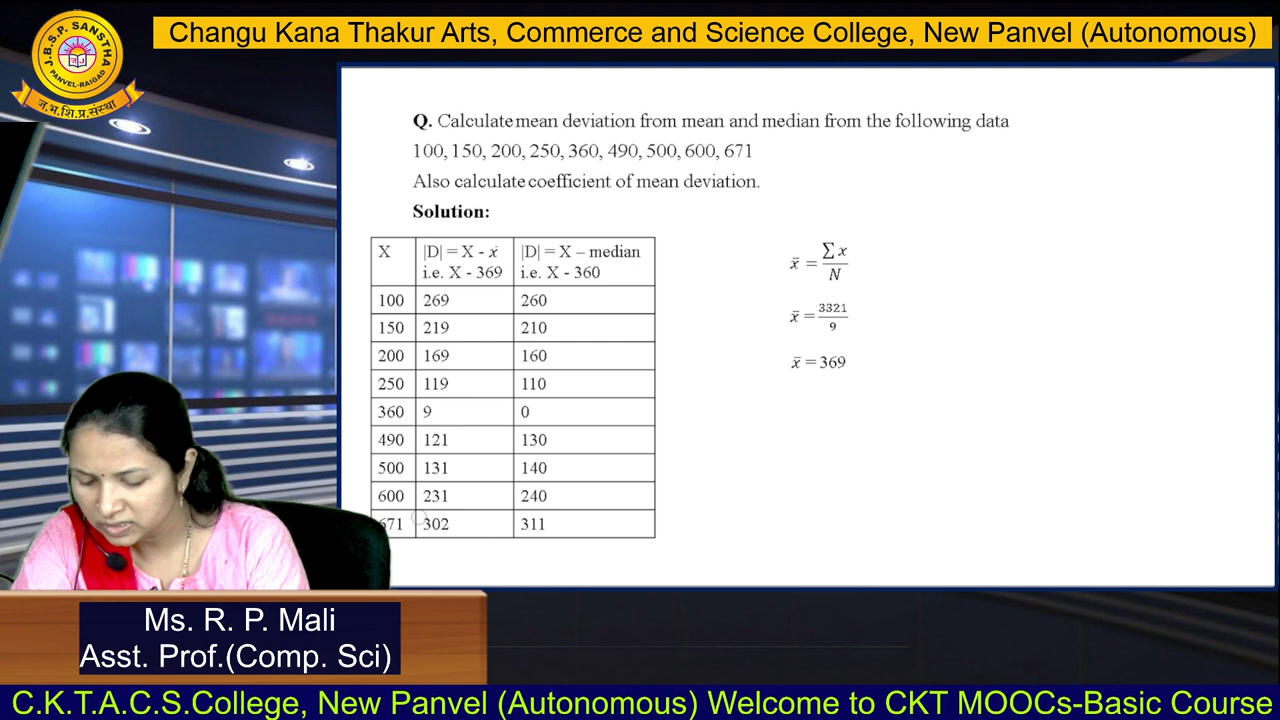 J.B.S.P. SANSTHA
PANVEL-RAIGAD
ज.भ.शि.प्र.संस्था
Changu Kana Thakur Arts, Commerce and Science College, New Panvel (Autonomous)
Q. Calculate mean deviation from mean and median from the following data
100, 150, 200, 250, 360, 490, 500, 600, 671
Also calculate coefficient of mean deviation.
Solution:
X |D| = X - x̄ |D| = X – median
i.e. X - 369 i.e. X - 360
100 269 260
150 219 210
200 169 160
250 119 110
360 9 0
490 121 130
500 131 140
600 231 240
671 302 311
x̄ = ∑x / N
x̄ = 3321 / 9
x̄ = 369
Ms. R. P. Mali
Asst. Prof.(Comp. Sci)
C.K.T.A.C.S.College, New Panvel (Autonomous) Welcome to CKT MOOCs-Basic Course